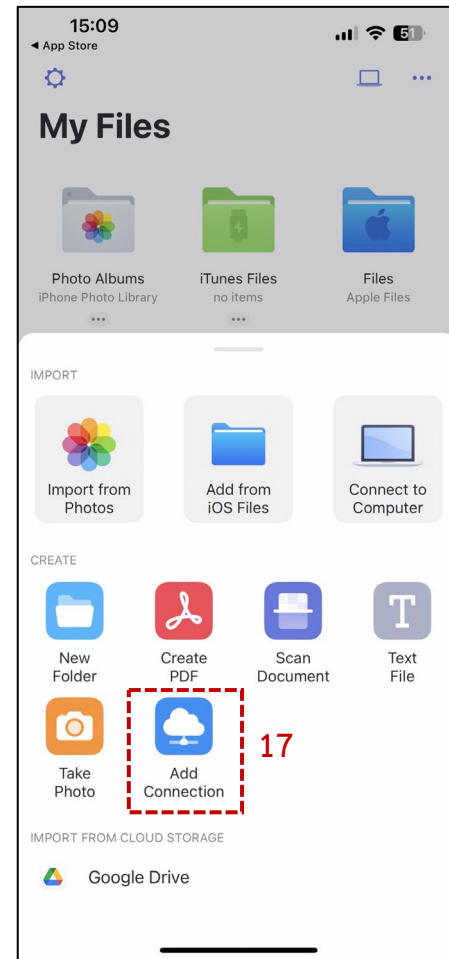 15:09
51
◀ App Store
My Files
Photo Albums
iPhone Photo Library
iTunes Files
no items
Files
Apple Files
IMPORT
Import from
Photos
Add from
iOS Files
Connect to
Computer
CREATE
New
Folder
Create
PDF
Scan
Document
T
Text
File
Take
Photo
Add
Connection
17
IMPORT FROM CLOUD STORAGE
Google Drive